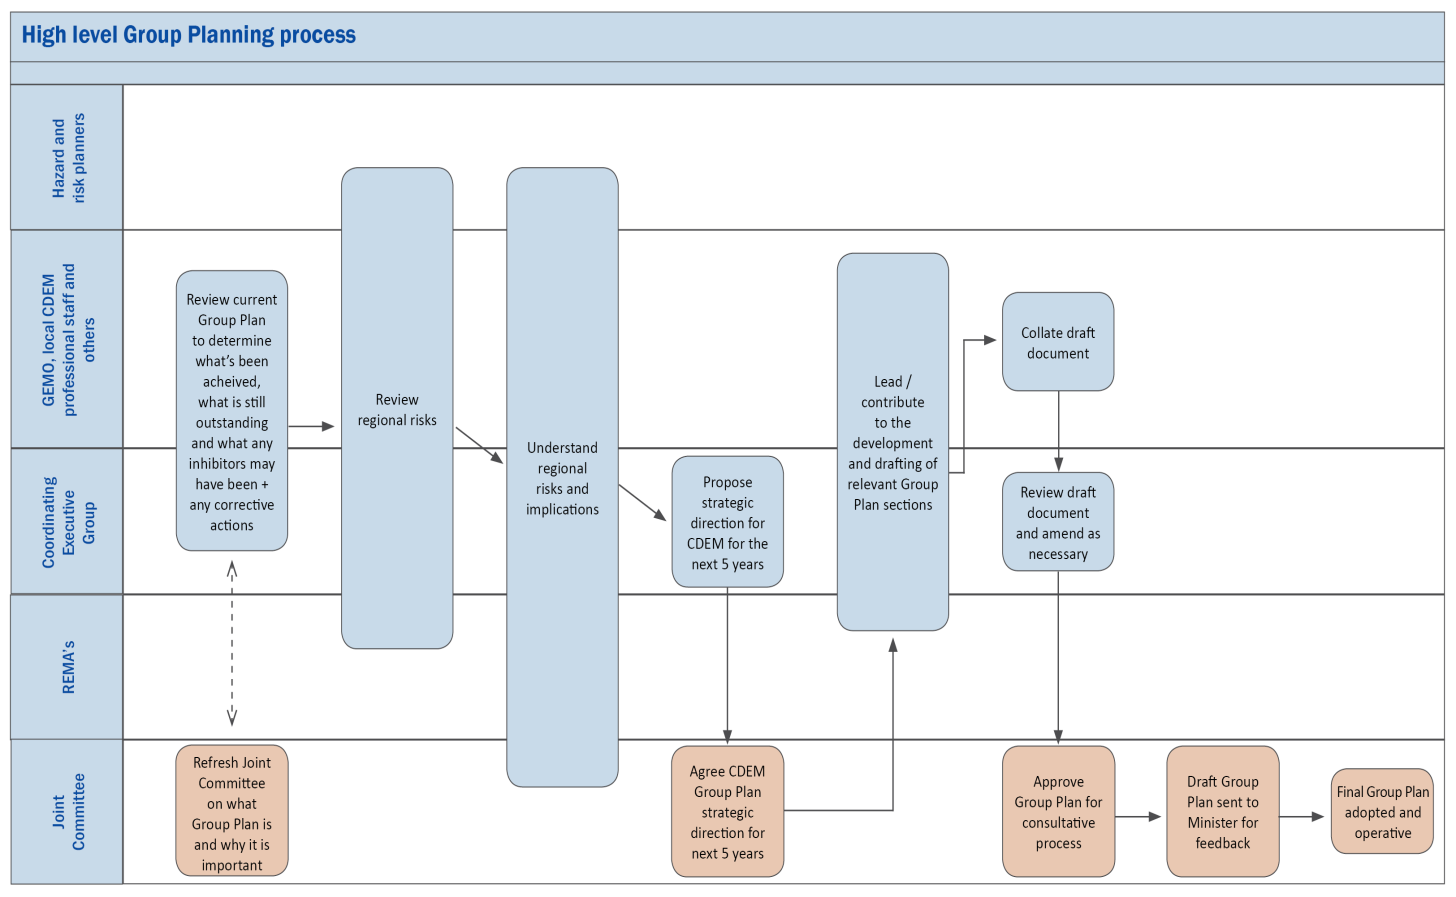 High level Group Planning process
Hazard and
risk planners
GEMO, local CDEM
professional staff and
others
Coordinating
Executive
Group
REMA's
Joint
Committee
Review current
Group Plan
to determine
what's been
acheived,
what is still
outstanding
and what any
inhibitors may
have been +
any corrective
actions
Refresh Joint
Committee
on what
Group Plan is
and why it is
important
Review
regional risks
Understand
regional
risks and
implications
Propose
strategic
direction for
CDEM for the
next 5 years
Agree CDEM
Group Plan
strategic
direction for
next 5 years
Lead /
contribute
to the
development
and drafting of
relevant Group
Plan sections
Collate draft
document
Review draft
document
and amend as
necessary
Approve
Group Plan for
consultative
process
Draft Group
Plan sent to
Minister for
feedback
Final Group Plan
adopted and
operative